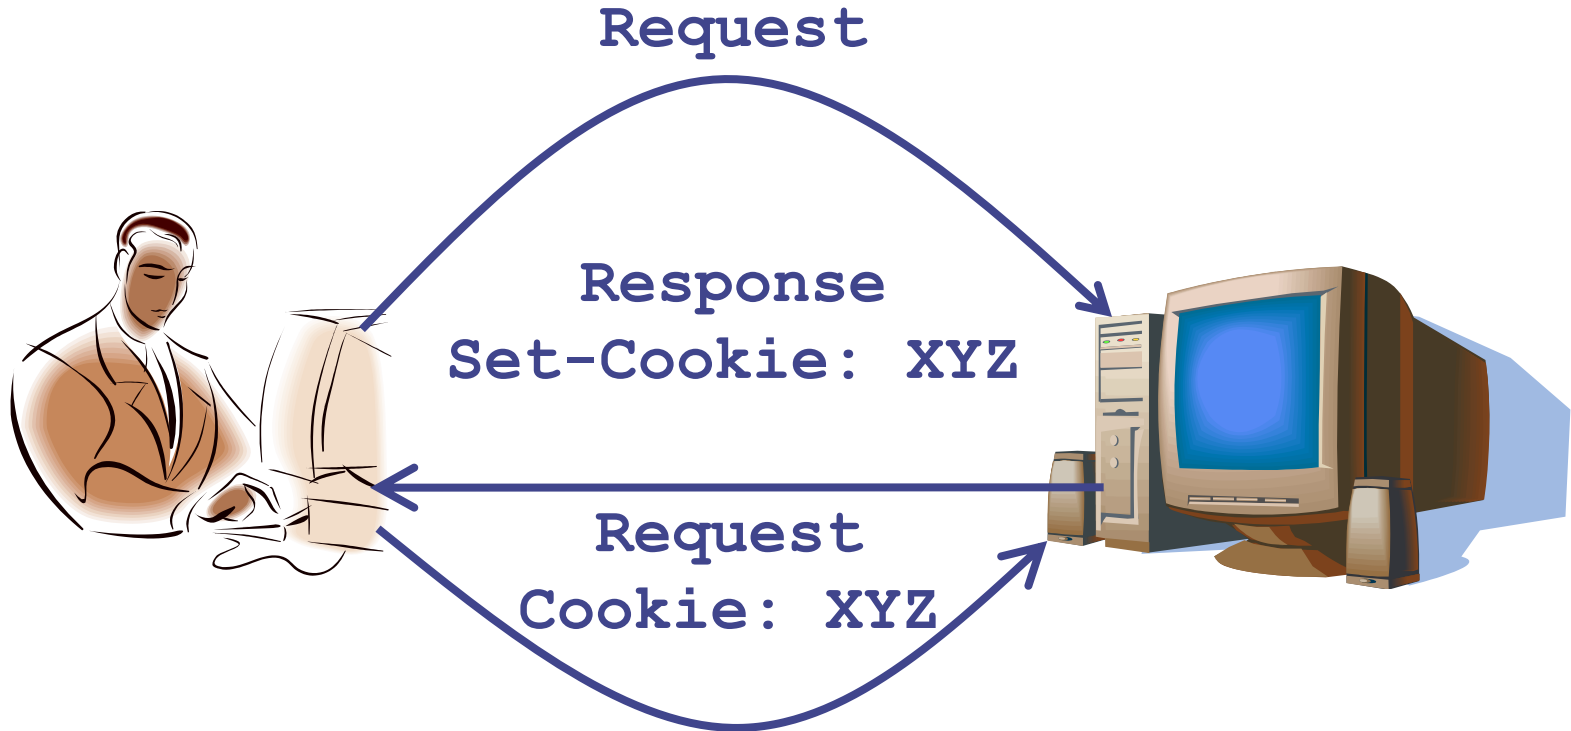 Request
Response
Set-Cookie: XYZ
Request
Cookie: XYZ